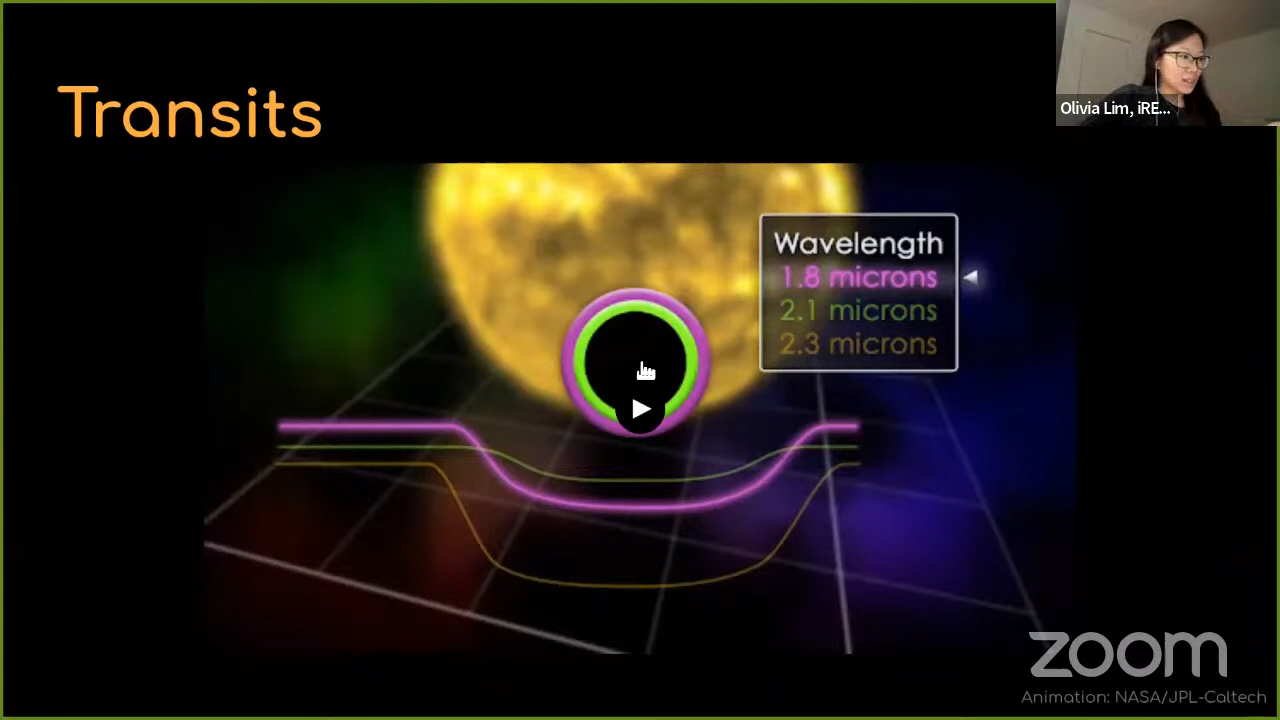 Transits
Olivia Lim, iRE...
Wavelength
1.8 microns
2.1 microns
2.3 microns
zoom
Animation: NASA/JPL-Caltech